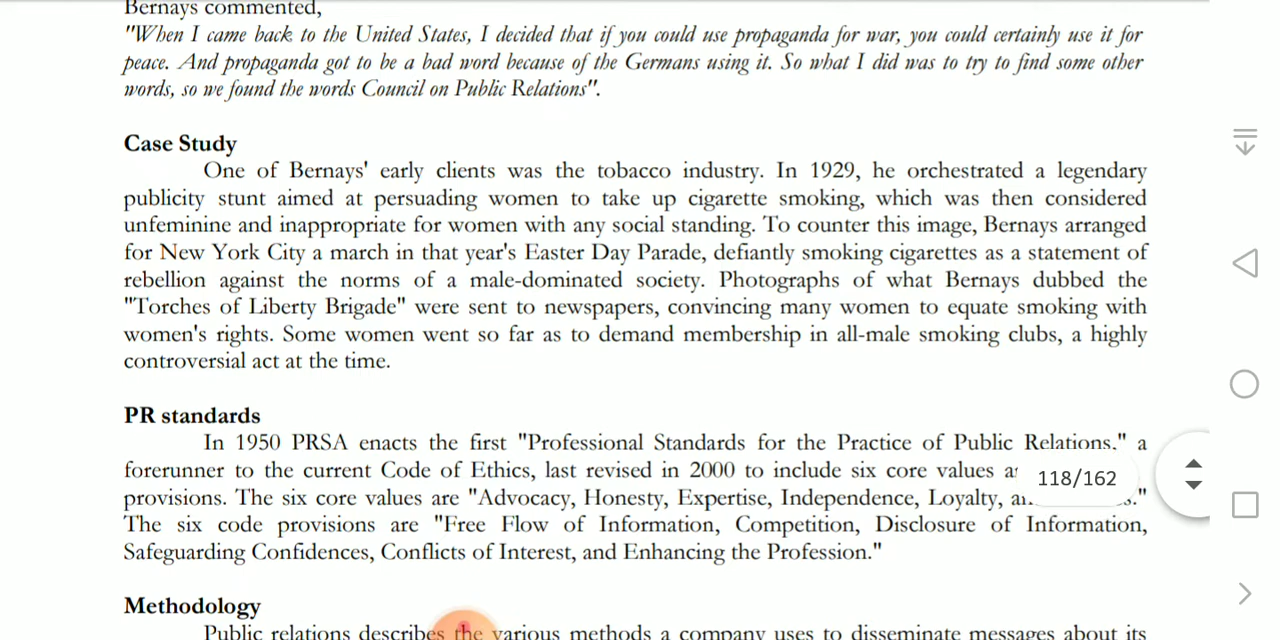 Bernays commented,
"When I came back to the United States, I decided that if you could use propaganda for war, you could certainly use it for
peace. And propaganda got to be a bad word because of the Germans using it. So what I did was to try to find some other
words, so we found the words Council on Public Relations".
Case Study
One of Bernays' early clients was the tobacco industry. In 1929, he orchestrated a legendary
publicity stunt aimed at persuading women to take up cigarette smoking, which was then considered
unfeminine and inappropriate for women with any social standing. To counter this image, Bernays arranged
for New York City a march in that year's Easter Day Parade, defiantly smoking cigarettes as a statement of
rebellion against the norms of a male-dominated society. Photographs of what Bernays dubbed the
"Torches of Liberty Brigade" were sent to newspapers, convincing many women to equate smoking with
women's rights. Some women went so far as to demand membership in all-male smoking clubs, a highly
controversial act at the time.
PR standards
In 1950 PRSA enacts the first "Professional Standards for the Practice of Public Relations." a
forerunner to the current Code of Ethics, last revised in 2000 to include six core values
118/162
provisions. The six core values are "Advocacy, Honesty, Expertise, Independence, Loyalty,
The six code provisions are "Free Flow of Information, Competition, Disclosure of Information,
Safeguarding Confidences, Conflicts of Interest, and Enhancing the Profession."
Methodology
Public relations describes the various methods a company uses to disseminate messages about its